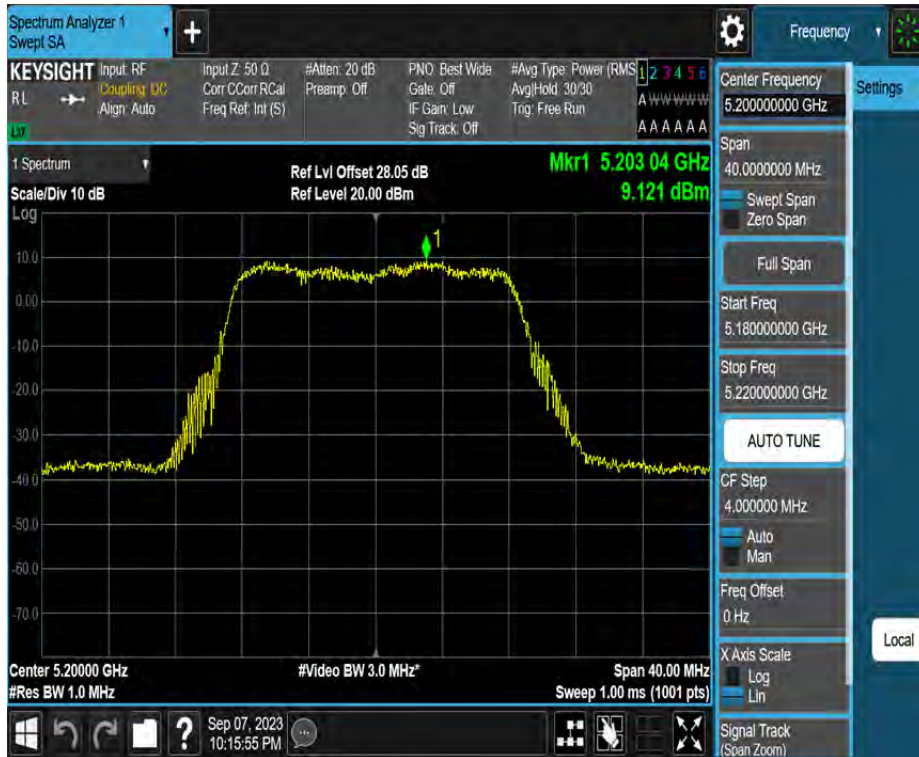 Spectrum Analyzer 1
Swept SA
Frequency
KEYSIGHT
RL
LXI
Input: RF
Coupling: DC
Align: Auto
Input Z: 50 Ω
Corr CCorr RCal
Freq Ref: Int (S)
#Atten: 20 dB
Preamp: Off
PNO: Best Wide
Gate: Off
IF Gain: Low
Sig Track: Off
#Avg Type: Power (RMS
Avg|Hold: 30/30
Trig: Free Run
1 2 3 4 5 6
A W W W W W
A A A A A A
Center Frequency
5.200000000 GHz
Settings
Span
40.0000000 MHz
Swept Span
Zero Span
Full Span
Start Freq
5.180000000 GHz
Stop Freq
5.220000000 GHz
AUTO TUNE
CF Step
4.000000 MHz
Auto
Man
Freq Offset
0 Hz
X Axis Scale
Log
Lin
Signal Track
(Span Zoom)
Local
1 Spectrum
Scale/Div 10 dB
Log
Ref Lvl Offset 28.05 dB
Ref Level 20.00 dBm
Mkr1 5.203 04 GHz
9.121 dBm
1
10.0
0.00
-10.0
-20.0
-30.0
-40.0
-50.0
-60.0
-70.0
Center 5.20000 GHz
#Res BW 1.0 MHz
#Video BW 3.0 MHz*
Span 40.00 MHz
Sweep 1.00 ms (1001 pts)
?
Sep 07, 2023
10:15:55 PM